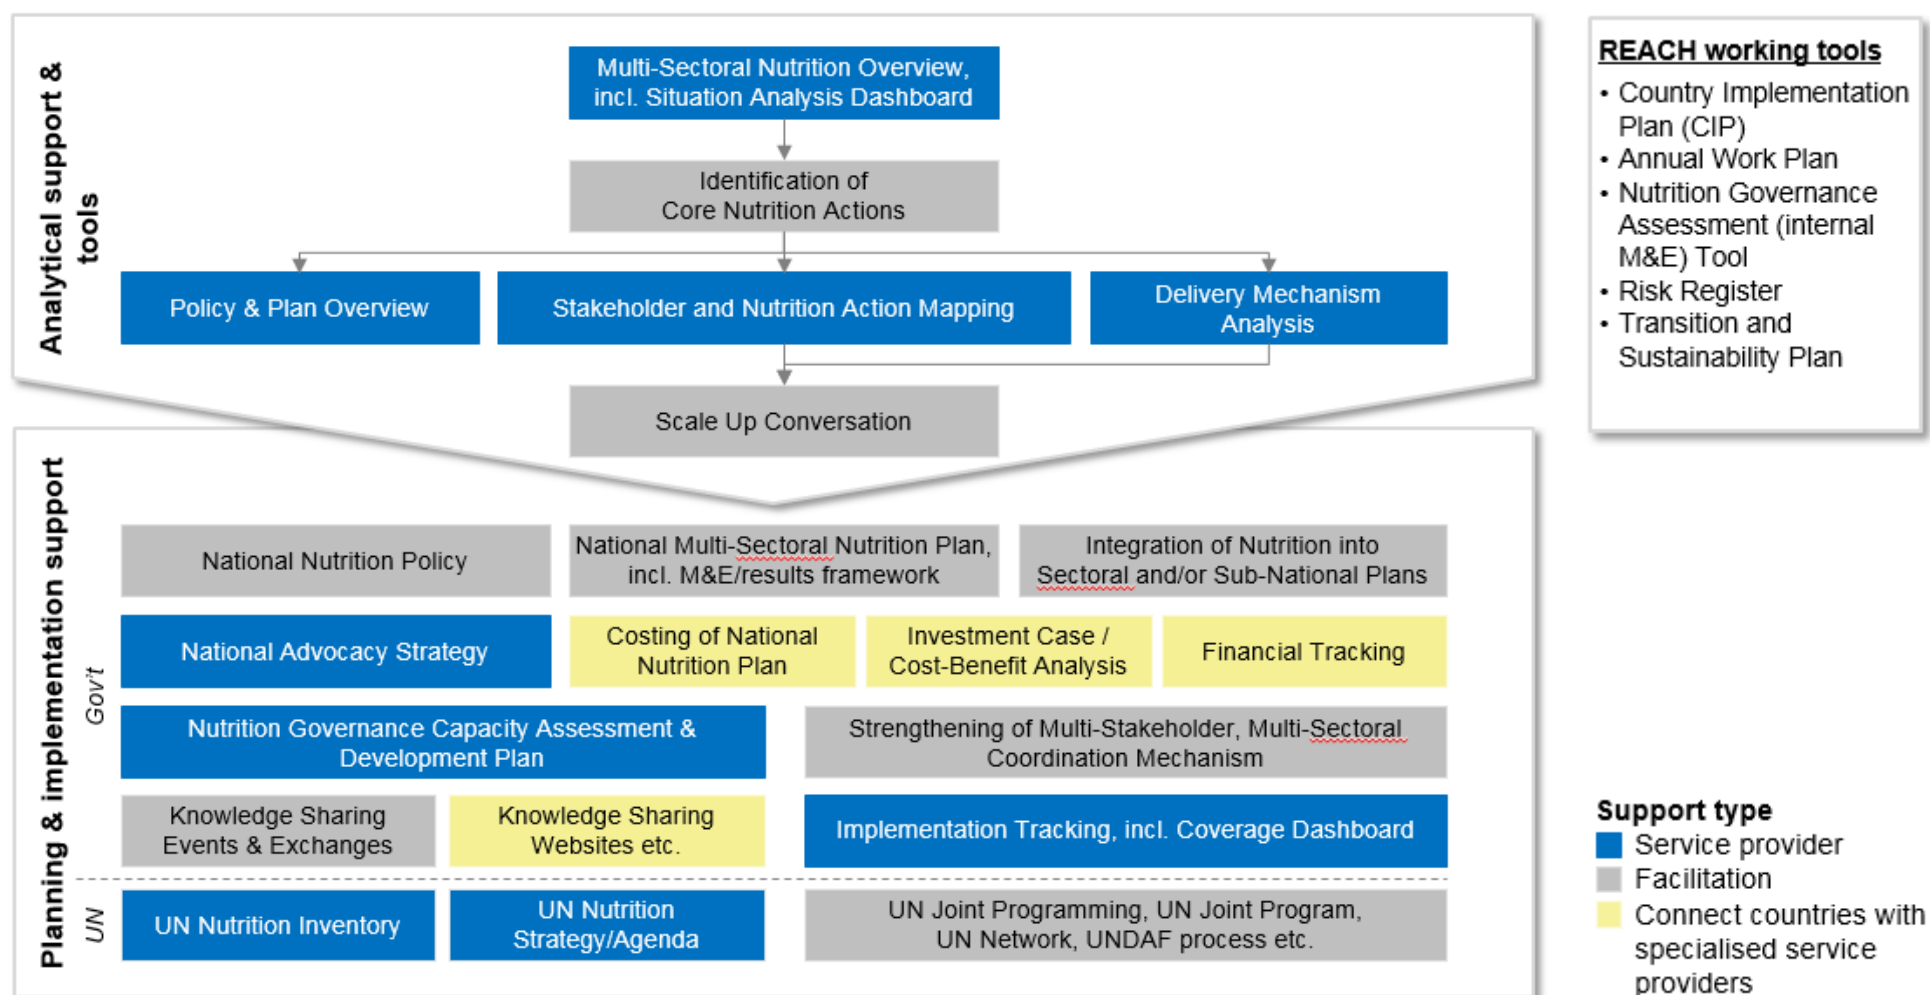 Analytical support &
tools
Multi-Sectoral Nutrition Overview,
incl. Situation Analysis Dashboard
Identification of
Core Nutrition Actions
Policy & Plan Overview
Stakeholder and Nutrition Action Mapping
Delivery Mechanism
Analysis
Scale Up Conversation
REACH working tools
• Country Implementation
Plan (CIP)
• Annual Work Plan
• Nutrition Governance
Assessment (internal
M&E) Tool
• Risk Register
• Transition and
Sustainability Plan
Planning & implementation support
Gov't
National Nutrition Policy
National Multi-Sectoral Nutrition Plan,
incl. M&E/results framework
Integration of Nutrition into
Sectoral and/or Sub-National Plans
National Advocacy Strategy
Costing of National
Nutrition Plan
Investment Case /
Cost-Benefit Analysis
Financial Tracking
Nutrition Governance Capacity Assessment &
Development Plan
Strengthening of Multi-Stakeholder, Multi-Sectoral
Coordination Mechanism
Knowledge Sharing
Events & Exchanges
Knowledge Sharing
Websites etc.
Implementation Tracking, incl. Coverage Dashboard
UN
UN Nutrition Inventory
UN Nutrition
Strategy/Agenda
UN Joint Programming, UN Joint Program,
UN Network, UNDAF process etc.
Support type
Service provider
Facilitation
Connect countries with
specialised service
providers